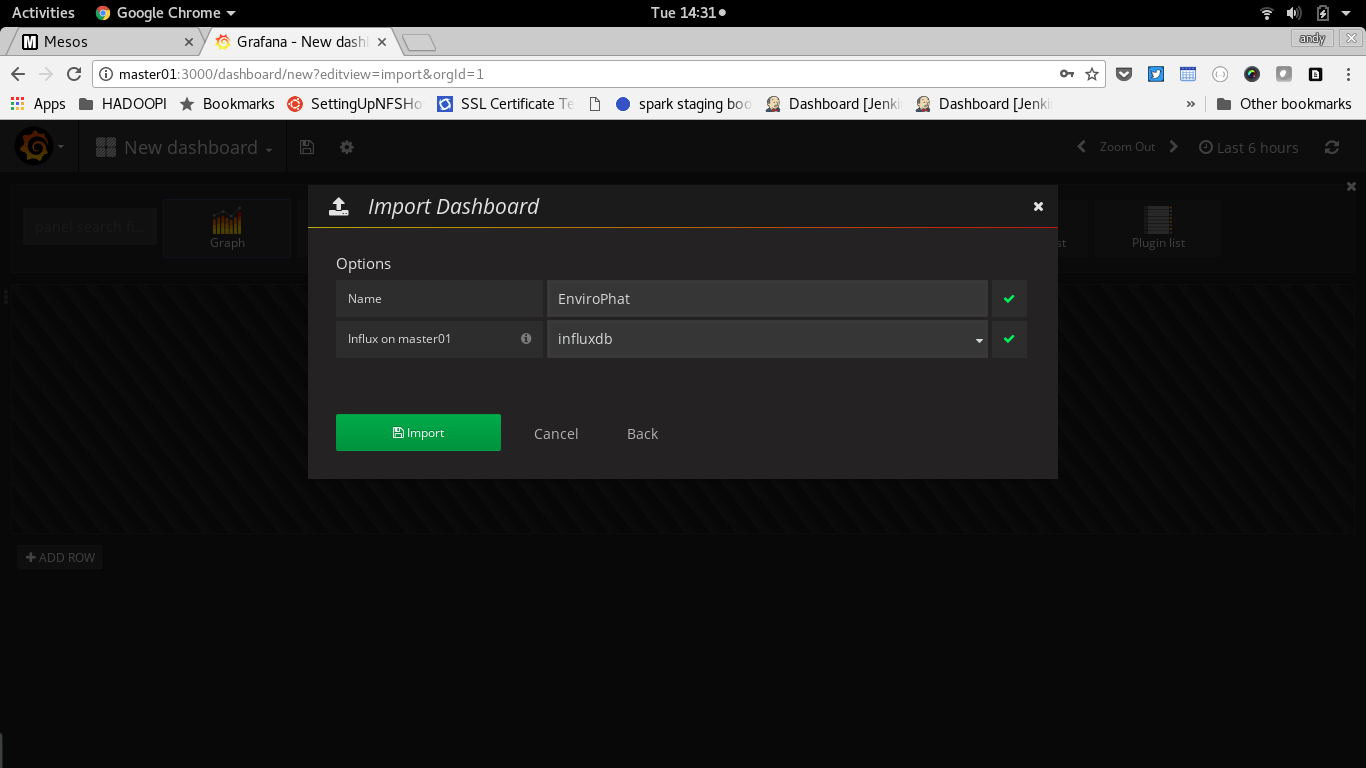 Activities Google Chrome Tue 14:31 
Mesos Grafana - New dash andy
master01:3000/dashboard/new?editview=import&orgId=1
Apps HADOOPI Bookmarks SettingUpNFSHo SSL Certificate Te spark staging boo Dashboard [Jenki Dashboard [Jenki » Other bookmarks
New dashboard Zoom Out Last 6 hours
Import Dashboard
panel search fi... Graph st Plugin list
Options
Name EnviroPhat
Influx on master01 influxdb
Import Cancel Back
ADD ROW